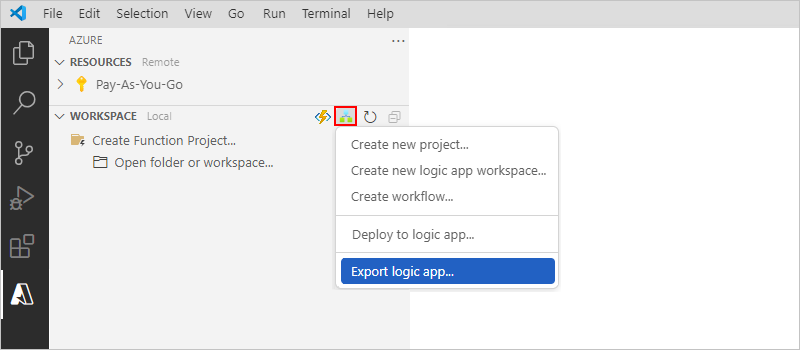 File Edit Selection View Go Run Terminal Help
AZURE ...
RESOURCES Remote
Pay-As-You-Go
WORKSPACE Local
Create Function Project...
Open folder or workspace...
Create new project...
Create new logic app workspace...
Create workflow...
Deploy to logic app...
Export logic app...